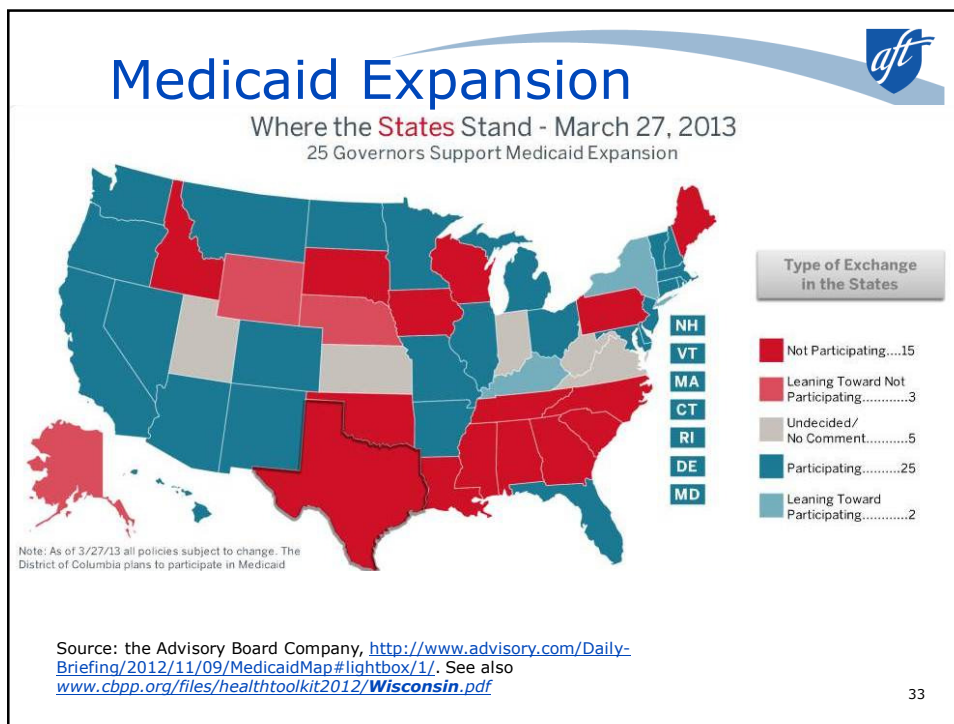 Medicaid Expansion
aft
Where the States Stand - March 27, 2013
25 Governors Support Medicaid Expansion
Type of Exchange
in the States
NH
VT
MA
CT
RI
DE
MD
Not Participating....15
Leaning Toward Not
Participating............3
Undecided/
No Comment...........5
Participating..........25
Leaning Toward
Participating............2
Note: As of 3/27/13 all policies subject to change. The
District of Columbia plans to participate in Medicaid
Source: the Advisory Board Company, http://www.advisory.com/Daily-
Briefing/2012/11/09/MedicaidMap#lightbox/1/. See also
www.cbpp.org/files/healthtoolkit2012/Wisconsin.pdf
33